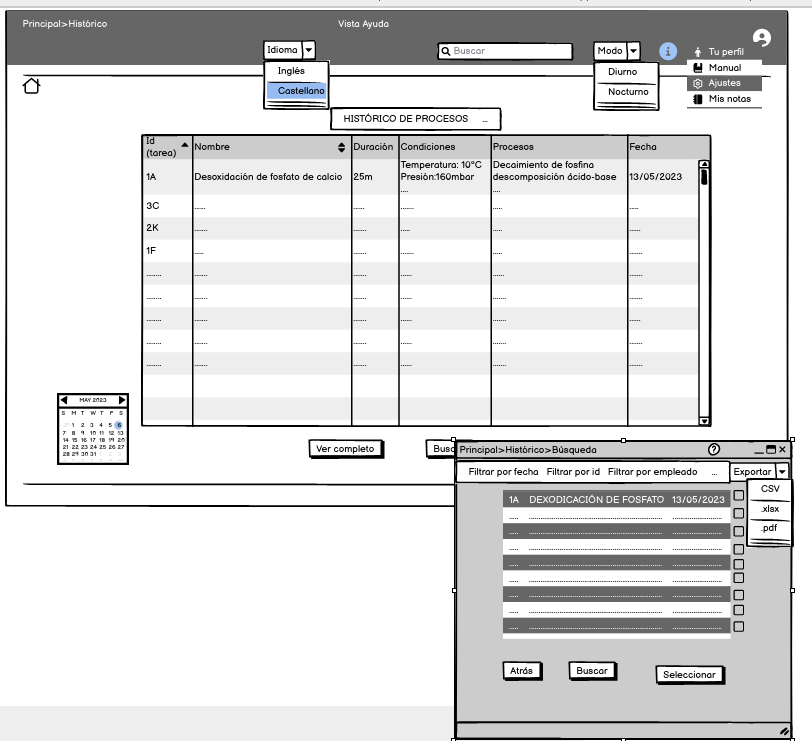 Principal>Histórico
Vista Ayuda
Idioma
Buscar
Modo
i
Tu perfil
Inglés
Castellano
Diurno
Nocturno
Manual
Ajustes
Mis notas
HISTÓRICO DE PROCESOS ...
Id (tarea) Nombre Duración Condiciones Procesos Fecha
1A Desoxidación de fosfato de calcio 25m Temperatura: 10ºC Presión:160mbar .... Decaimiento de fosfina descomposición ácido-base .... 13/05/2023
3C ..... ..... ...... ..... ....
2K ...... ..... ...... ...... .....
1F .... .... .... .... ....
MAY 2023
S M T W T F S
1 2 3 4 5 6
7 8 9 10 11 12 13
14 15 16 17 18 19 20
21 22 23 24 25 26 27
28 29 30 31
Ver completo
Busc
Principal>Histórico>Búsqueda
?
Filtrar por fecha Filtrar por id Filtrar por empleado ... Exportar
CSV
.xlsx
.pdf
1A DEXODICACIÓN DE FOSFATO 13/05/2023
Atrás
Buscar
Seleccionar